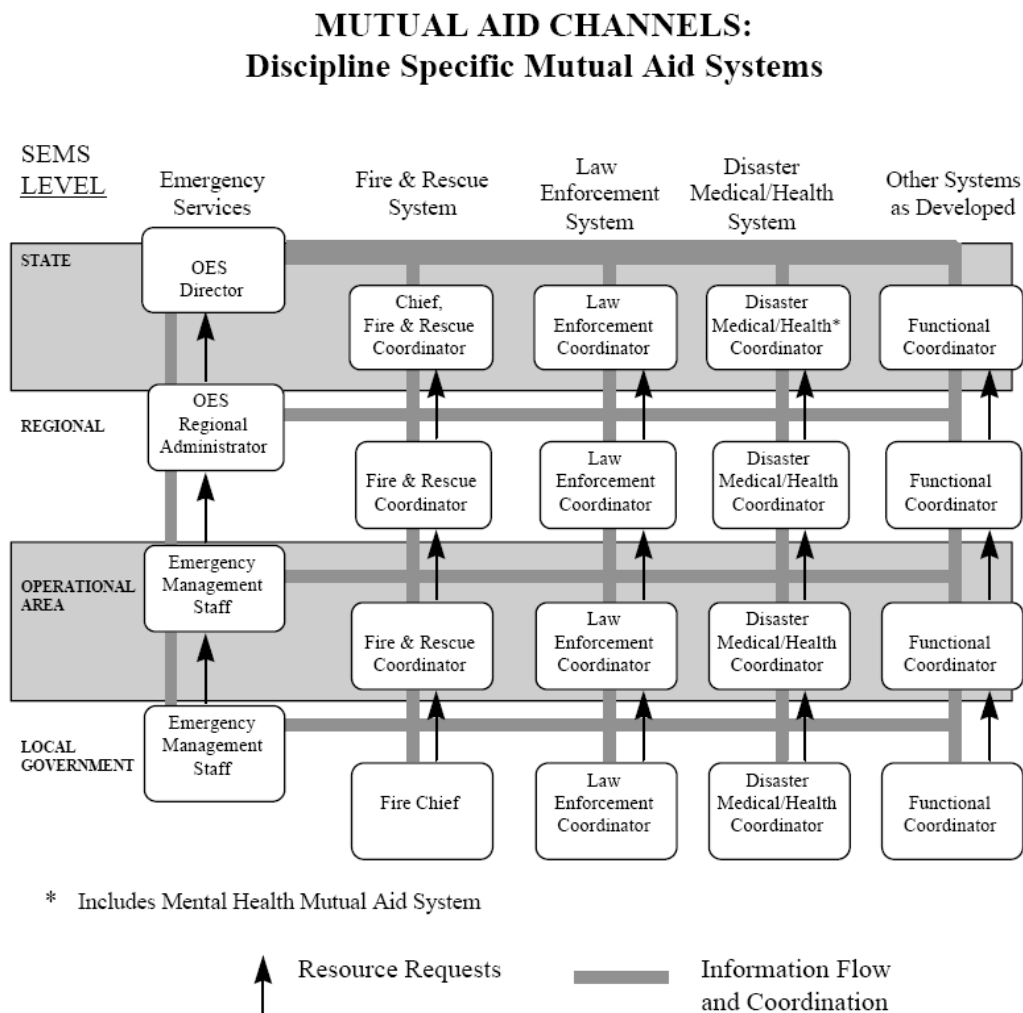 MUTUAL AID CHANNELS:
Discipline Specific Mutual Aid Systems
SEMS
LEVEL
Emergency
Services
Fire & Rescue
System
Law
Enforcement
System
Disaster
Medical/Health
System
Other Systems
as Developed
STATE
OES
Director
Chief,
Fire & Rescue
Coordinator
Law
Enforcement
Coordinator
Disaster
Medical/Health*
Coordinator
Functional
Coordinator
REGIONAL
OES
Regional
Administrator
Fire & Rescue
Coordinator
Law
Enforcement
Coordinator
Disaster
Medical/Health
Coordinator
Functional
Coordinator
OPERATIONAL
AREA
Emergency
Management
Staff
Fire & Rescue
Coordinator
Law
Enforcement
Coordinator
Disaster
Medical/Health
Coordinator
Functional
Coordinator
LOCAL
GOVERNMENT
Emergency
Management
Staff
Fire Chief
Law
Enforcement
Coordinator
Disaster
Medical/Health
Coordinator
Functional
Coordinator
* Includes Mental Health Mutual Aid System
Resource Requests
Information Flow
and Coordination